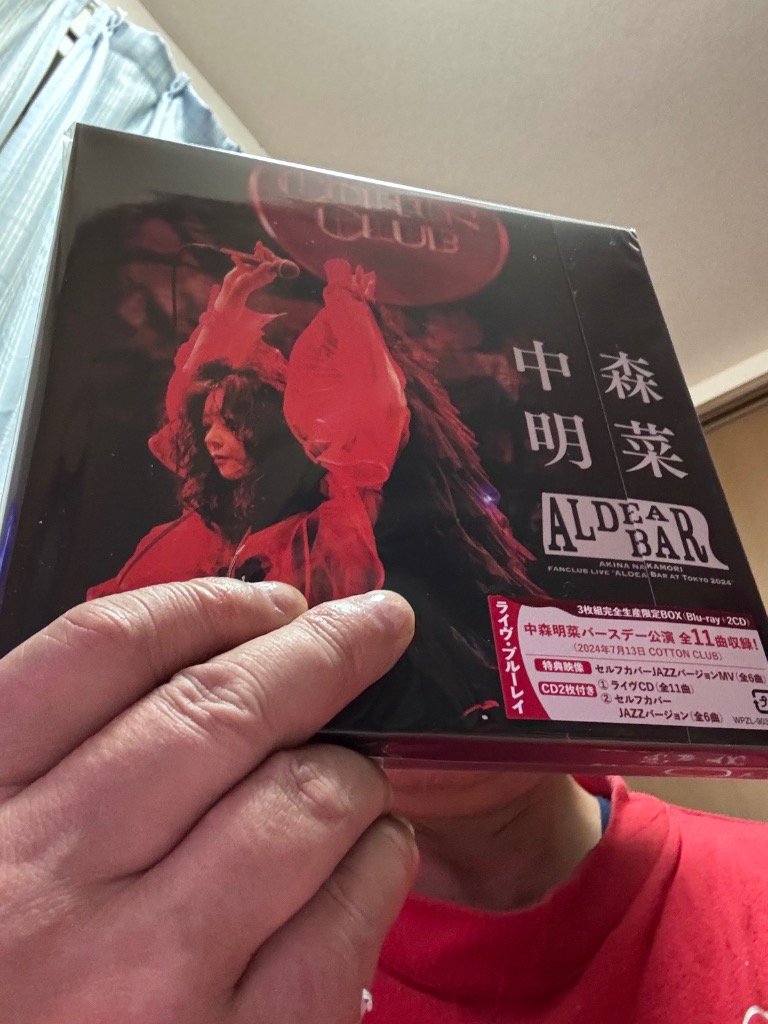 COTTON
CLUB
中森
明菜
ALDEA
BAR
AKINA NAKAMORI
FANCLUB LIVE "ALDEA BAR AT TOKYO 2024"
ライヴ・ブルーレイ
3枚組完全生産限定BOX(Blu-ray+2CD)
中森明菜バースデー公演 全11曲収録!
(2024年7月13日 COTTON CLUB)
特典映像 セルフカバーJAZZバージョンMV(全6曲)
CD2枚付き ①ライヴCD(全11曲)
②セルフカバー
JAZZバージョン(全6曲)